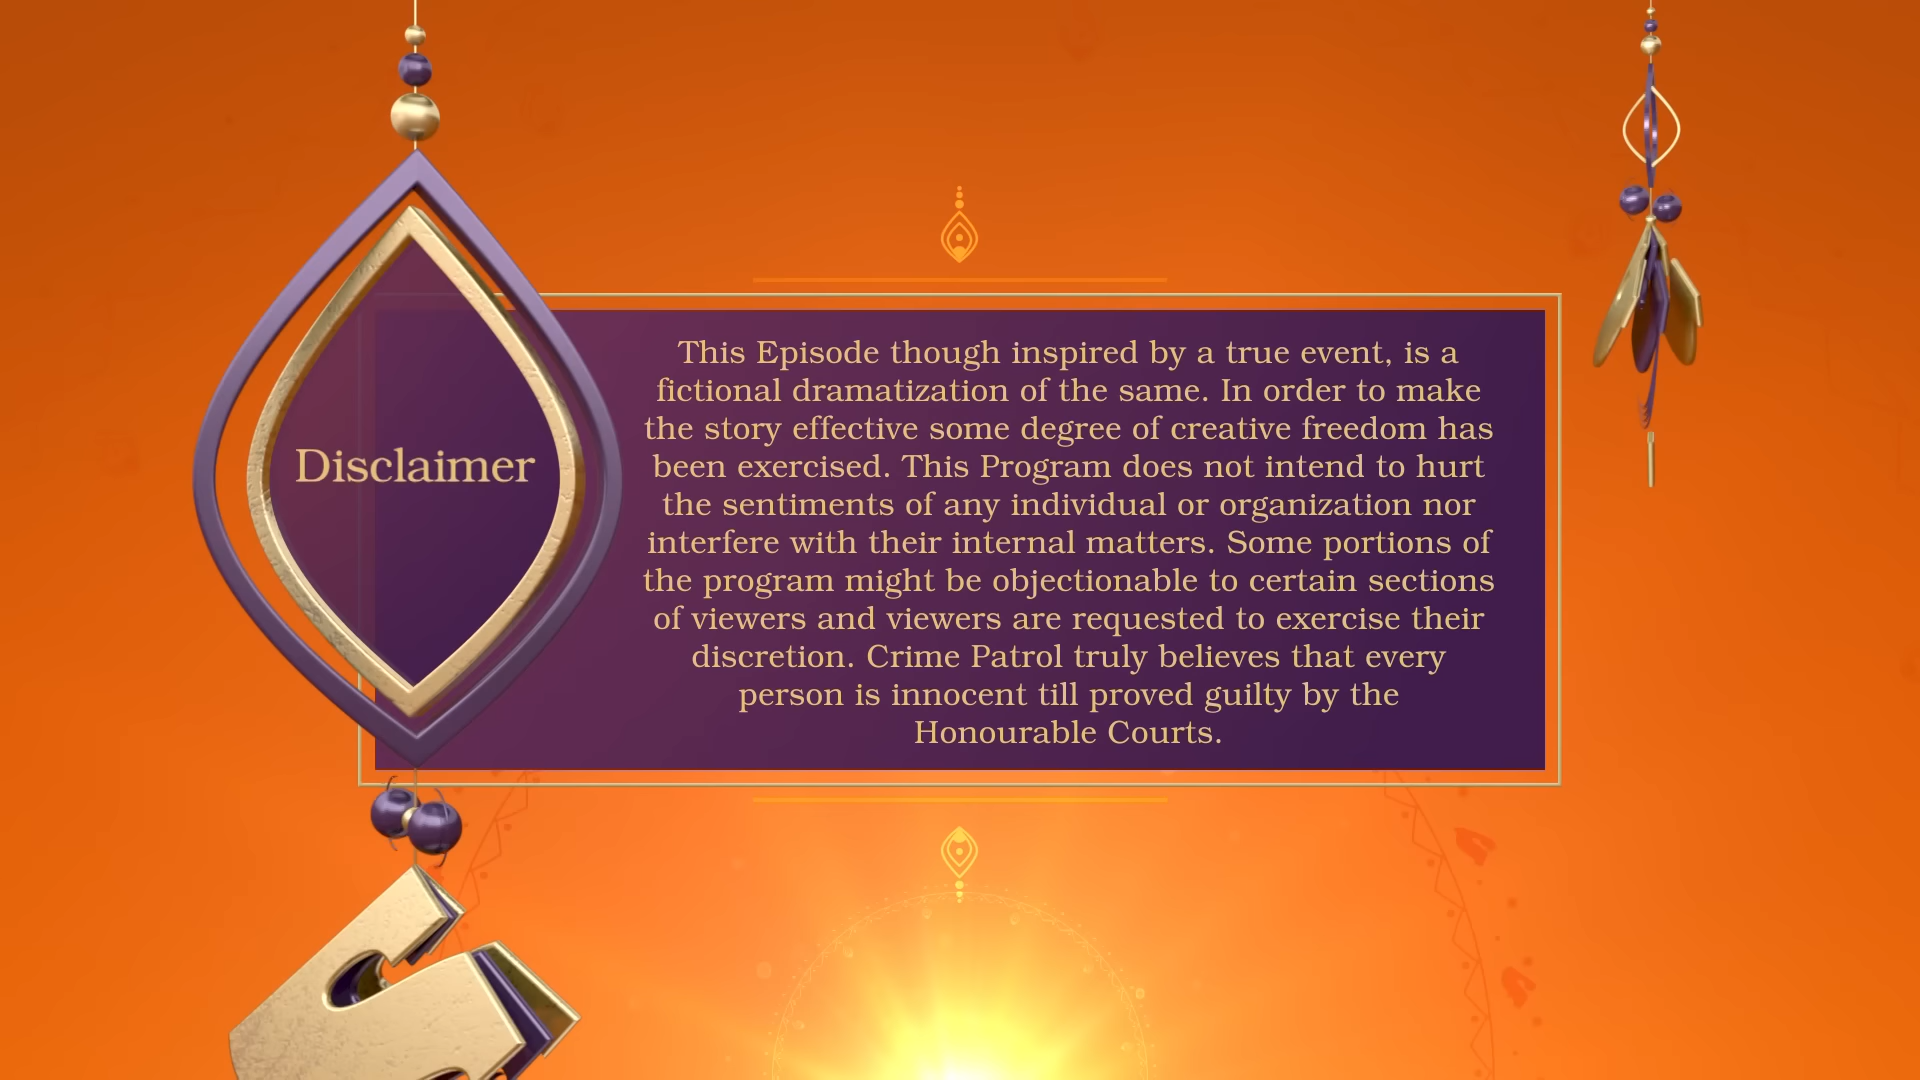 Disclaimer
This Episode though inspired by a true event, is a
fictional dramatization of the same. In order to make
the story effective some degree of creative freedom has
been exercised. This Program does not intend to hurt
the sentiments of any individual or organization nor
interfere with their internal matters. Some portions of
the program might be objectionable to certain sections
of viewers and viewers are requested to exercise their
discretion. Crime Patrol truly believes that every
person is innocent till proved guilty by the
Honourable Courts.